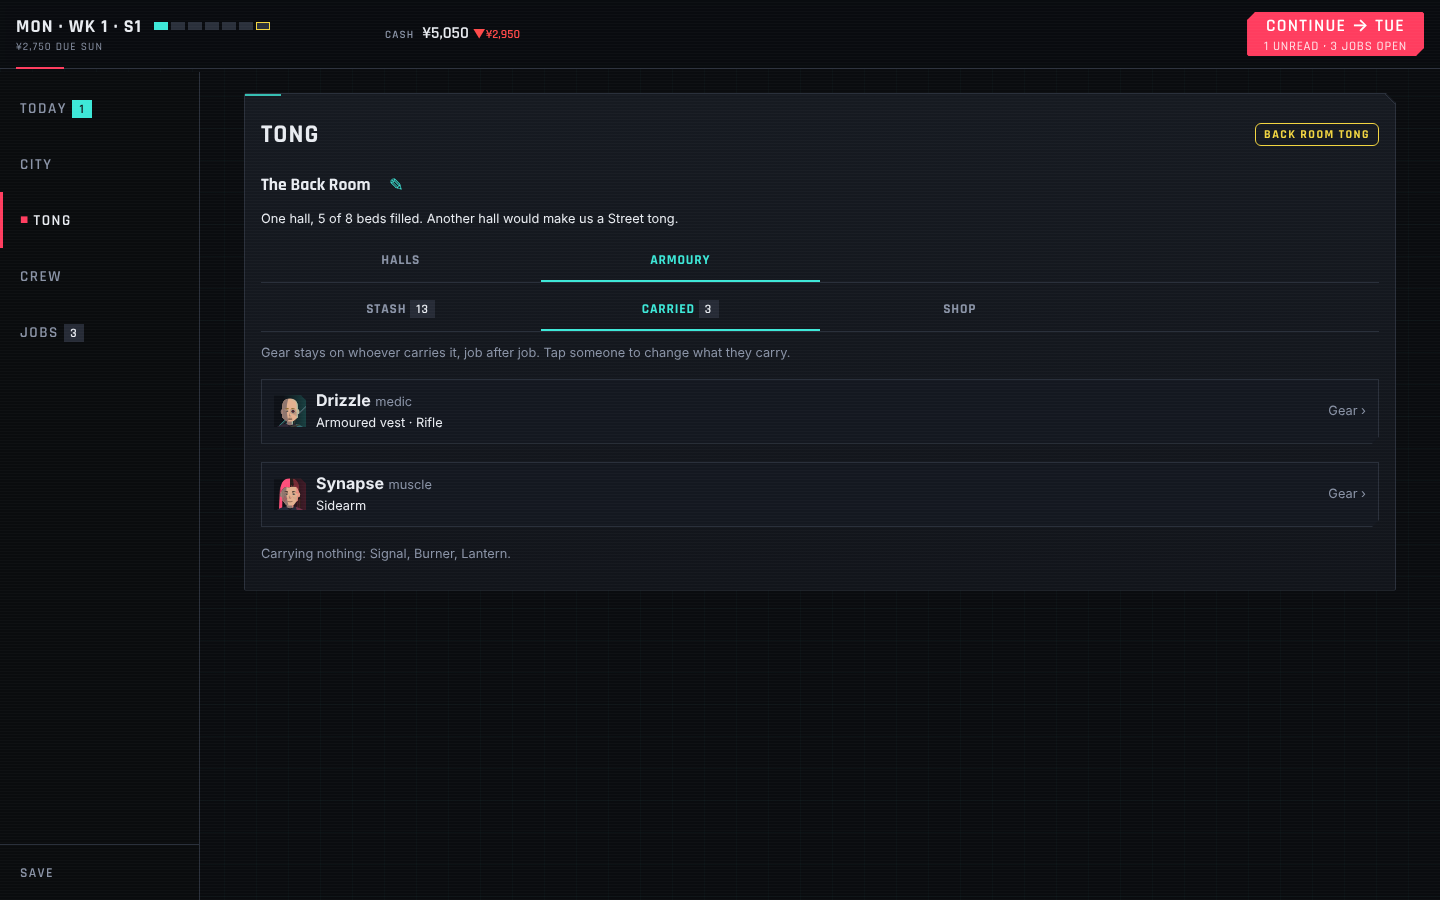 MON · WK 1 · S1
¥2,750 DUE SUN
CASH ¥5,050 ▼¥2,950
CONTINUE → TUE
1 UNREAD · 3 JOBS OPEN
TODAY 1
CITY
TONG
CREW
JOBS 3
SAVE
TONG
BACK ROOM TONG
The Back Room ✎
One hall, 5 of 8 beds filled. Another hall would make us a Street tong.
HALLS ARMOURY
STASH 13 CARRIED 3 SHOP
Gear stays on whoever carries it, job after job. Tap someone to change what they carry.
Drizzle medic
Armoured vest · Rifle
Gear ›
Synapse muscle
Sidearm
Gear ›
Carrying nothing: Signal, Burner, Lantern.